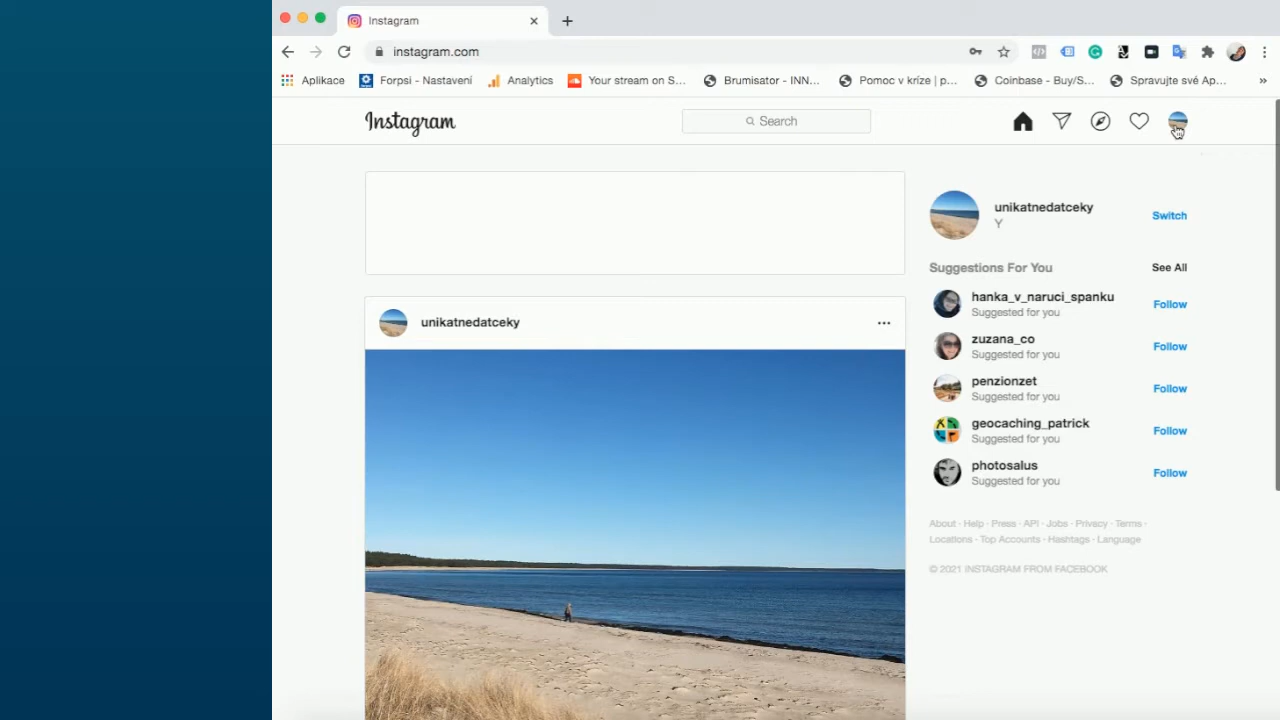 Instagram
instagram.com
Aplikace Forpsi - Nastavení Analytics Your stream on S... Brumisator - INN... Pomoc v krize | p... Coinbase - Buy/S... Spravujte své Ap... »
Instagram Search
unikatnedatceky
Y
Switch
Suggestions For You See All
hanka_v_naruci_spanku
Suggested for you
Follow
zuzana_co
Suggested for you
Follow
penzionzet
Suggested for you
Follow
geocaching_patrick
Suggested for you
Follow
photosalus
Suggested for you
Follow
About · Help · Press · API · Jobs · Privacy · Terms ·
Locations · Top Accounts · Hashtags · Language
© 2021 INSTAGRAM FROM FACEBOOK
unikatnedatceky